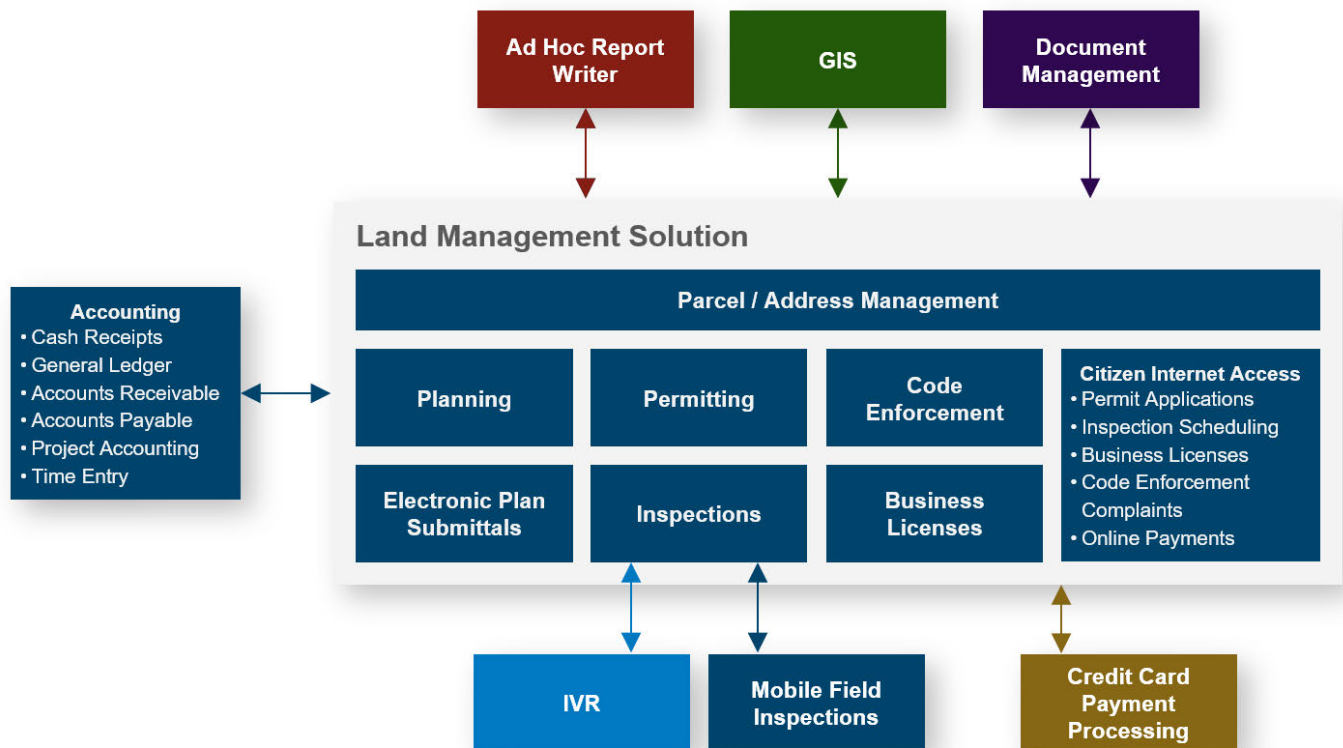 Ad Hoc Report
Writer
GIS
Document
Management
Land Management Solution
Parcel / Address Management
Accounting
• Cash Receipts
• General Ledger
• Accounts Receivable
• Accounts Payable
• Project Accounting
• Time Entry
Planning
Permitting
Code
Enforcement
Citizen Internet Access
• Permit Applications
• Inspection Scheduling
• Business Licenses
• Code Enforcement
Complaints
• Online Payments
Electronic Plan
Submittals
Inspections
Business
Licenses
IVR
Mobile Field
Inspections
Credit Card
Payment
Processing